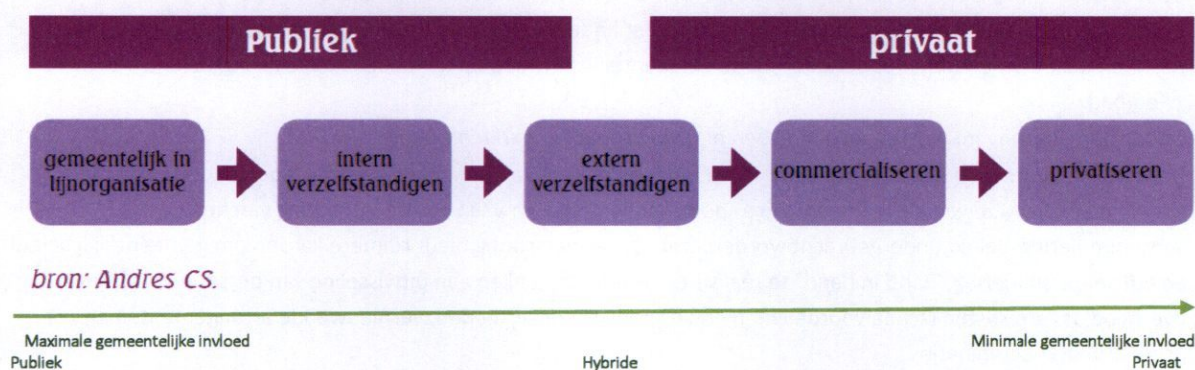 Publiek
privaat
gemeentelijk in
lijnorganisatie
intern
verzelfstandigen
extern
verzelfstandigen
commercialiseren
privatiseren
bron: Andres CS.
Maximale gemeentelijke invloed
Minimale gemeentelijke invloed
Publiek
Hybride
Privaat